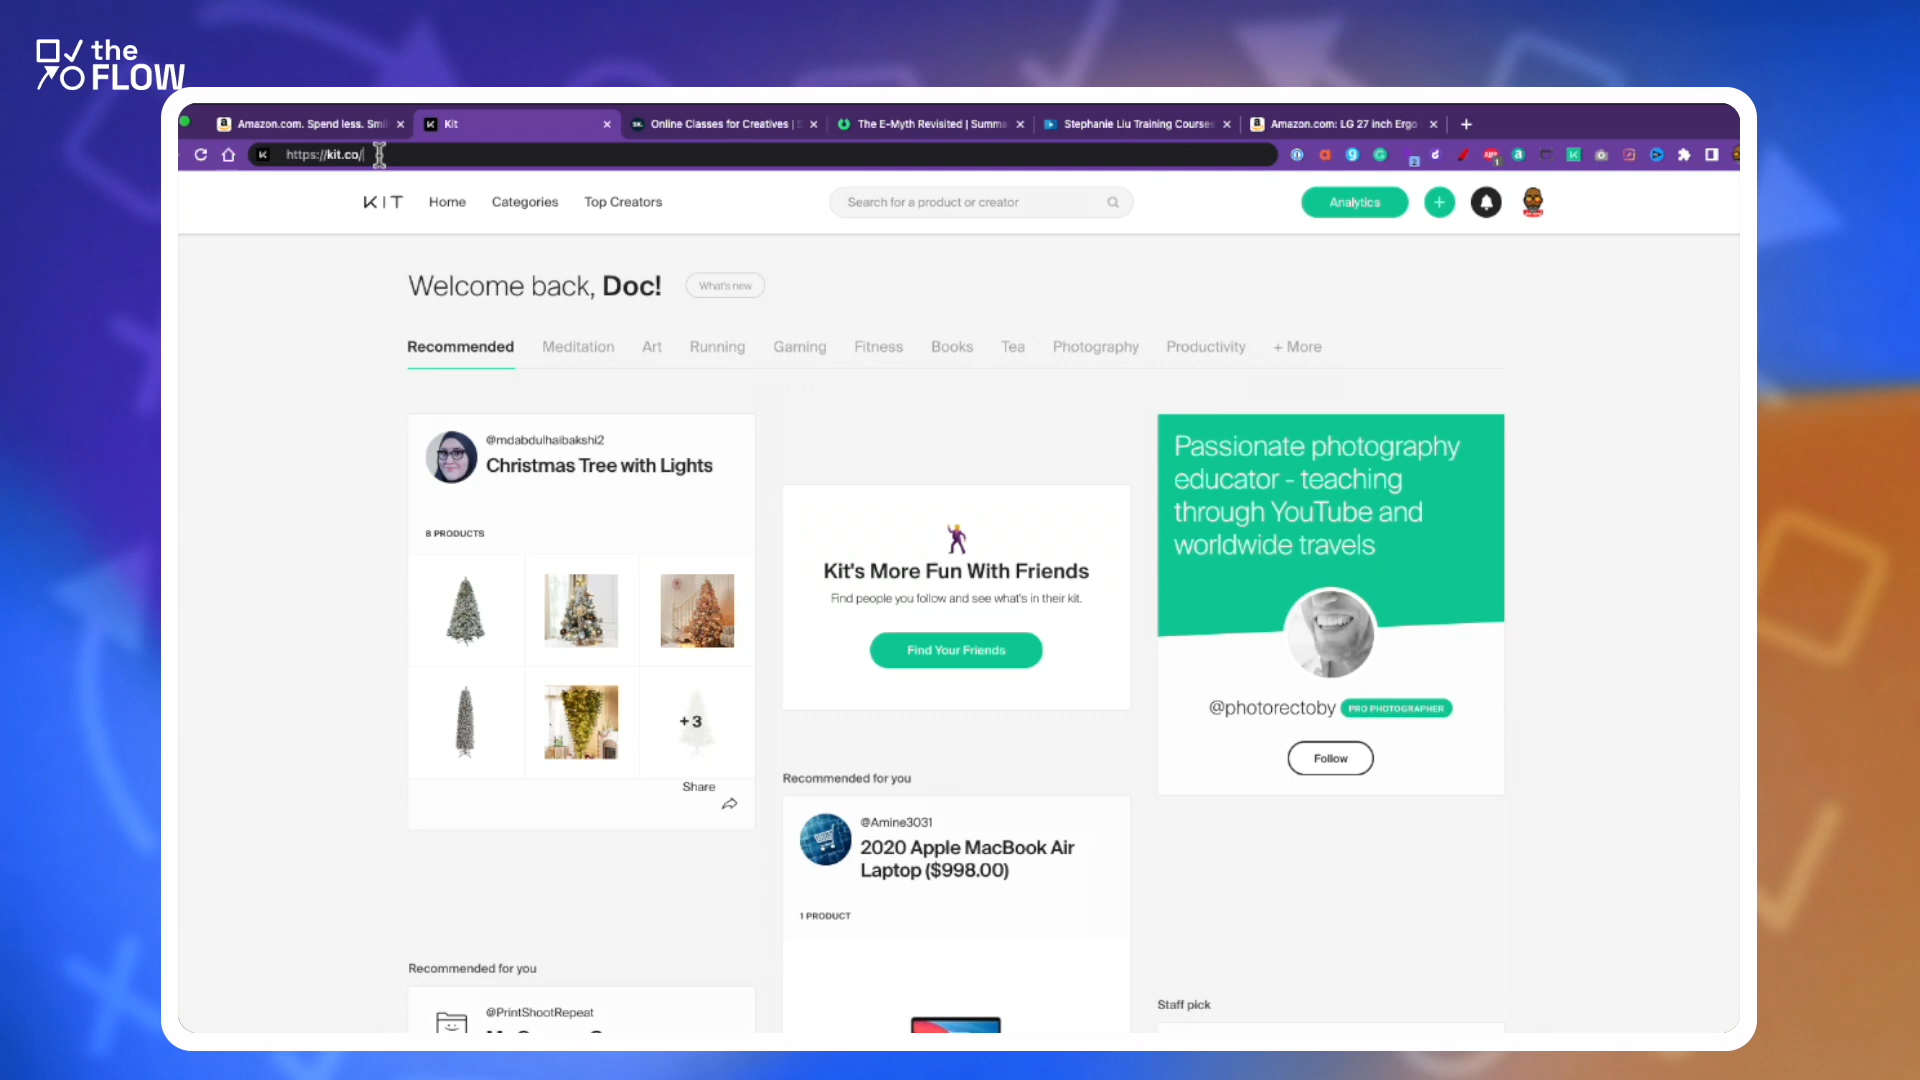 the
FLOW
Amazon.com. Spend less. Smi
Kit
Online Classes for Creatives | S
The E-Myth Revisited | Summa
Stephanie Liu Training Courses
Amazon.com: LG 27 inch Ergo
https://kit.co/
KIT
Home
Categories
Top Creators
Search for a product or creator
Analytics
Welcome back, Doc!
What's new
Recommended
Meditation
Art
Running
Gaming
Fitness
Books
Tea
Photography
Productivity
+ More
@mdabdulhaibakshi2
Christmas Tree with Lights
8 PRODUCTS
+3
Share
Recommended for you
@PrintShootRepeat
Kit's More Fun With Friends
Find people you follow and see what's in their kit.
Find Your Friends
Recommended for you
@Amine3031
2020 Apple MacBook Air
Laptop ($998.00)
1 PRODUCT
Passionate photography
educator - teaching
through YouTube and
worldwide travels
@photorectoby
PRO PHOTOGRAPHER
Follow
Staff pick